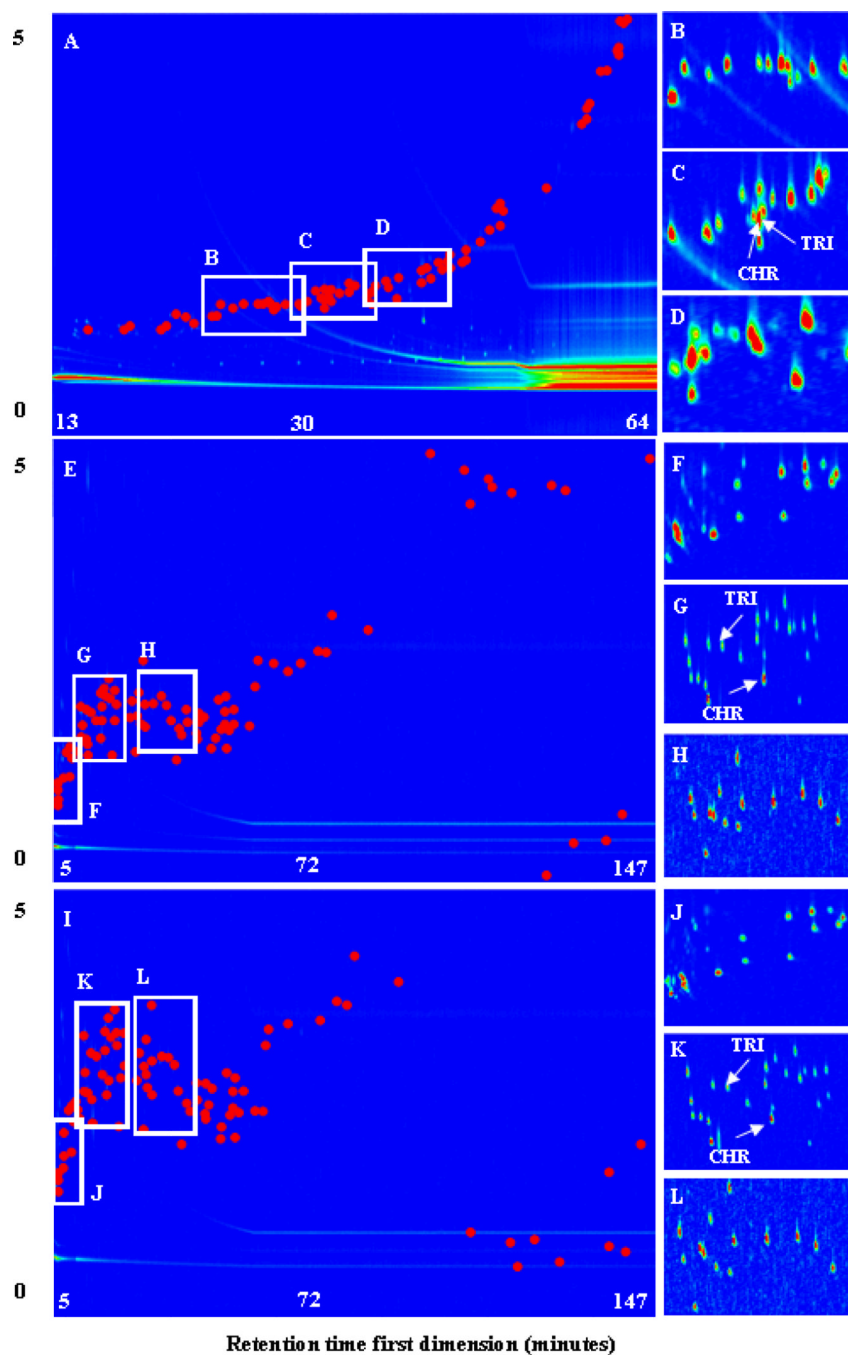 5
A
B
C
D
0
13 30 64
B
C
TRI
CHR
D
5
E
G
H
F
0
5 72 147
F
G
TRI
CHR
H
5
I
K
L
J
0
5 72 147
J
K
TRI
CHR
L
Retention time first dimension (minutes)